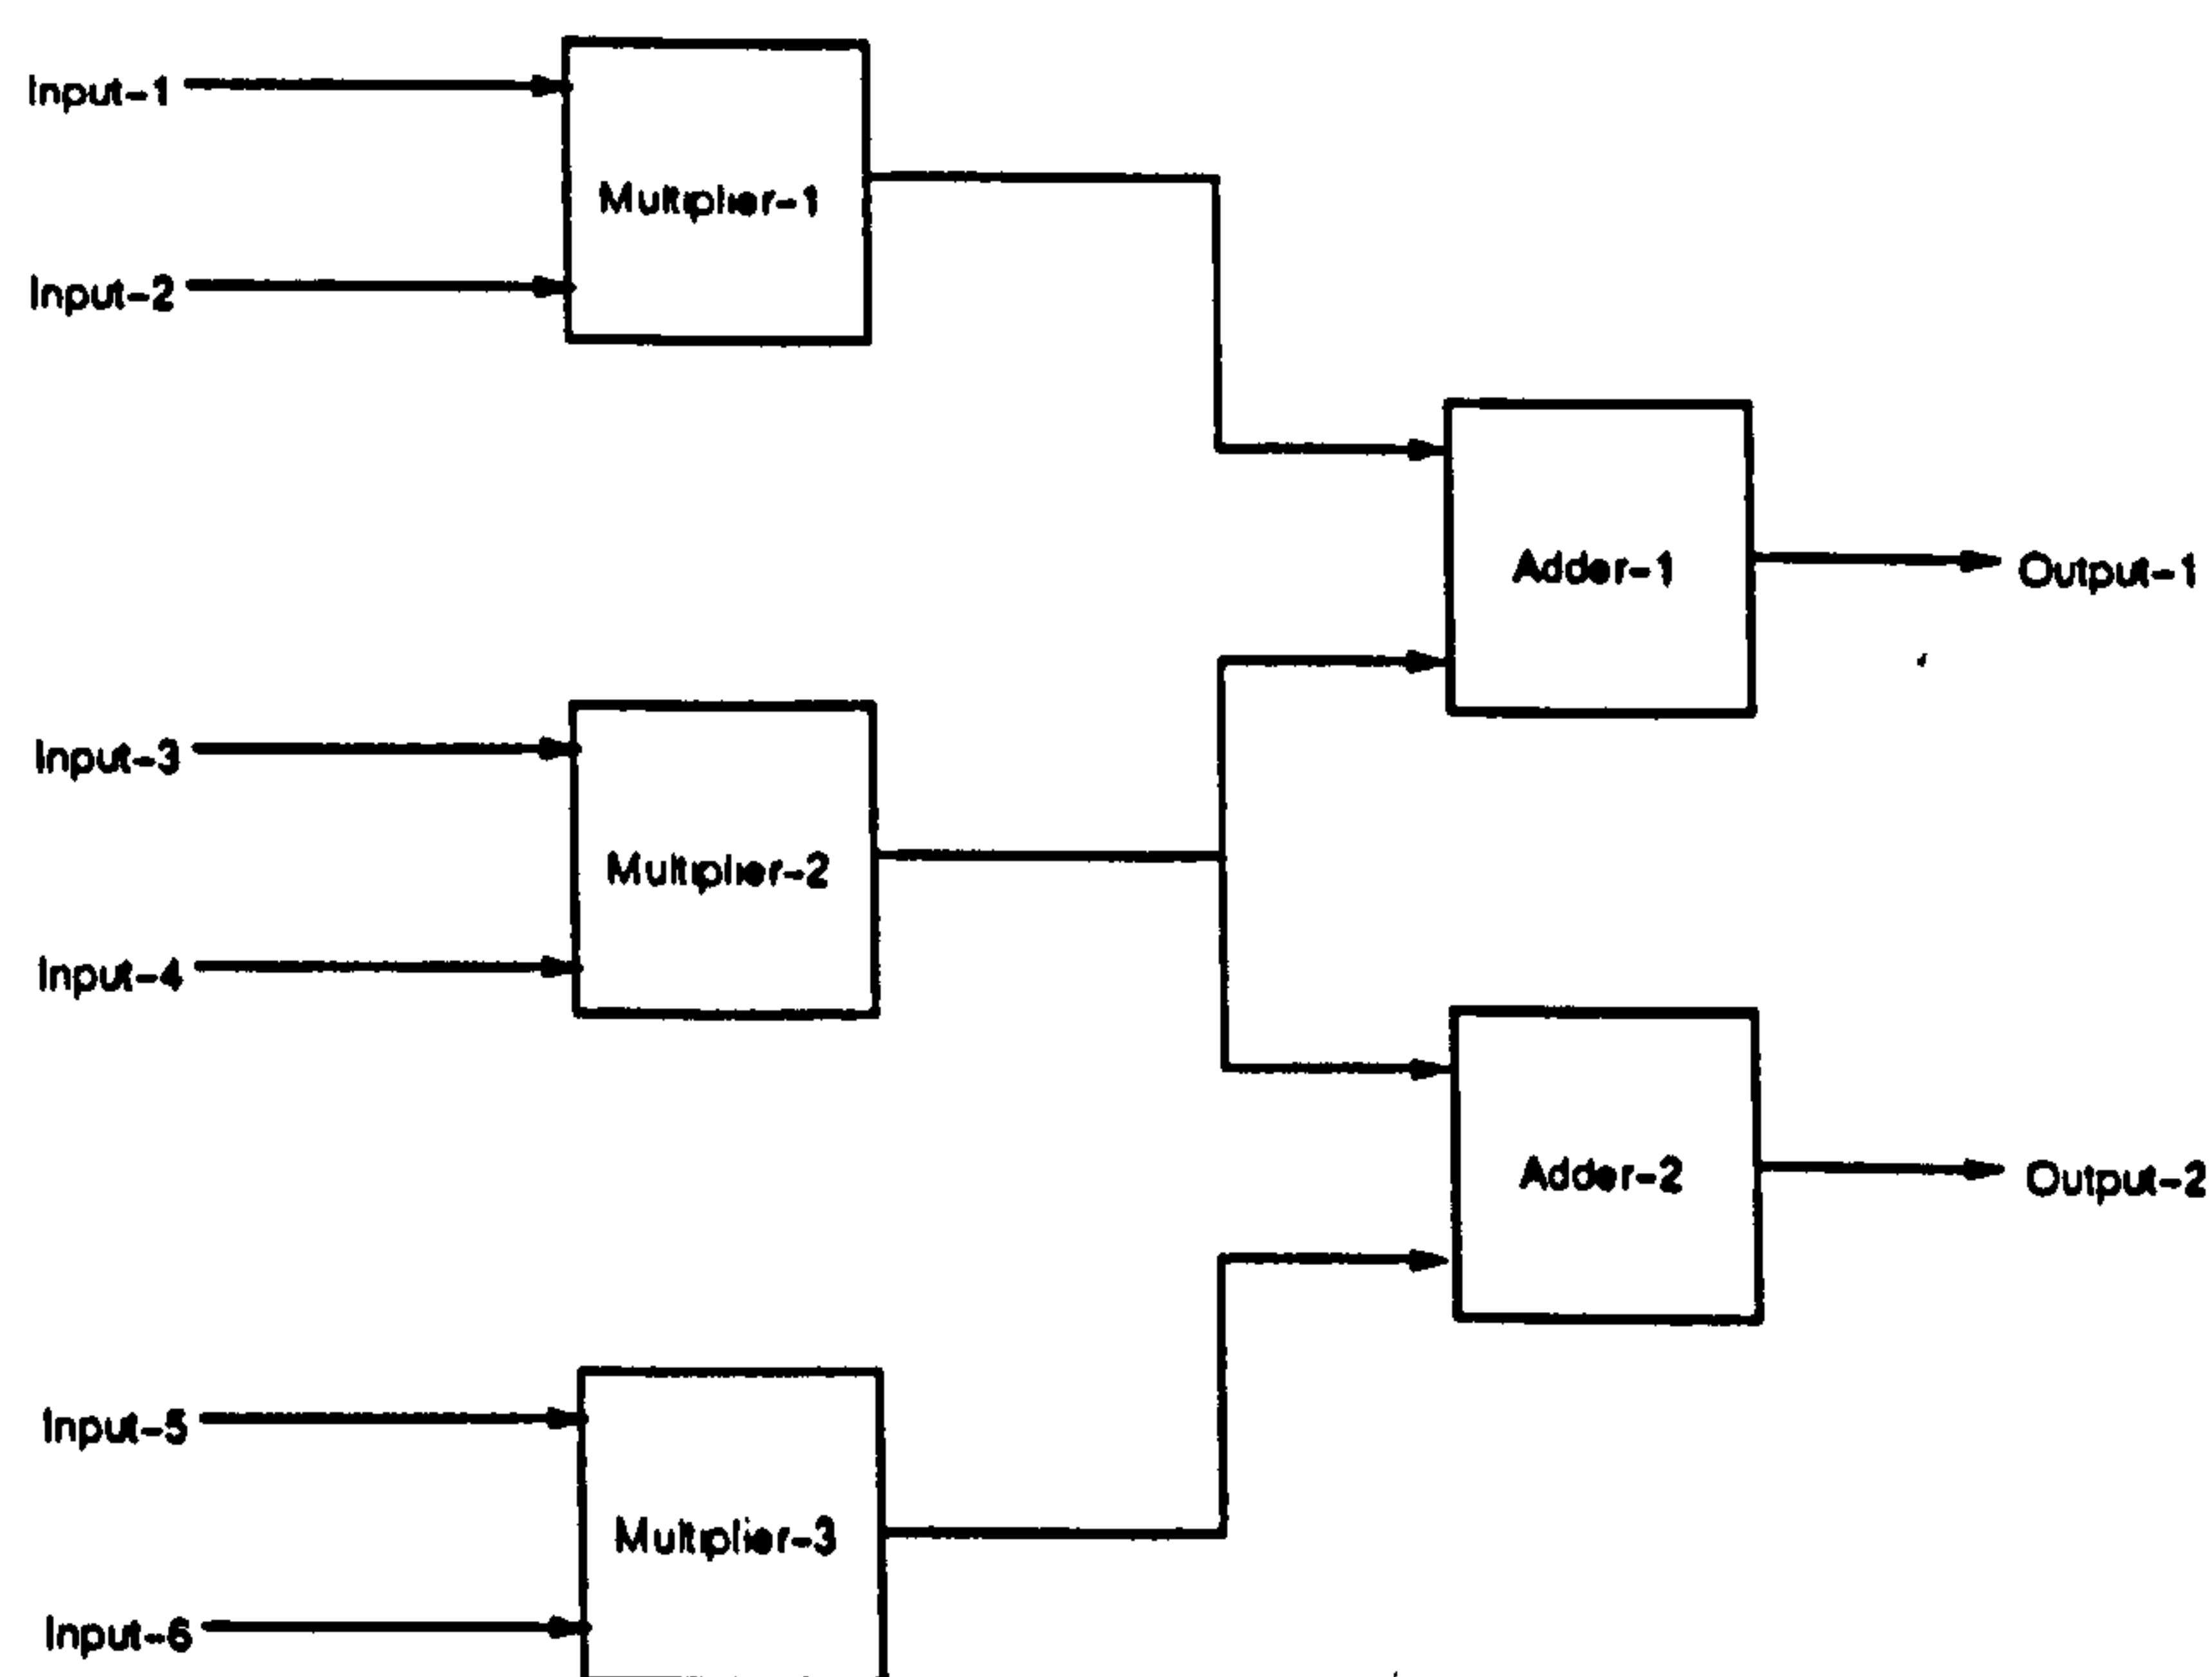 Input-1
Multiplier-1
Input-2
Adder-1
Output-1
Input-3
Multiplier-2
Input-4
Adder-2
Output-2
Input-5
Multiplier-3
Input-6